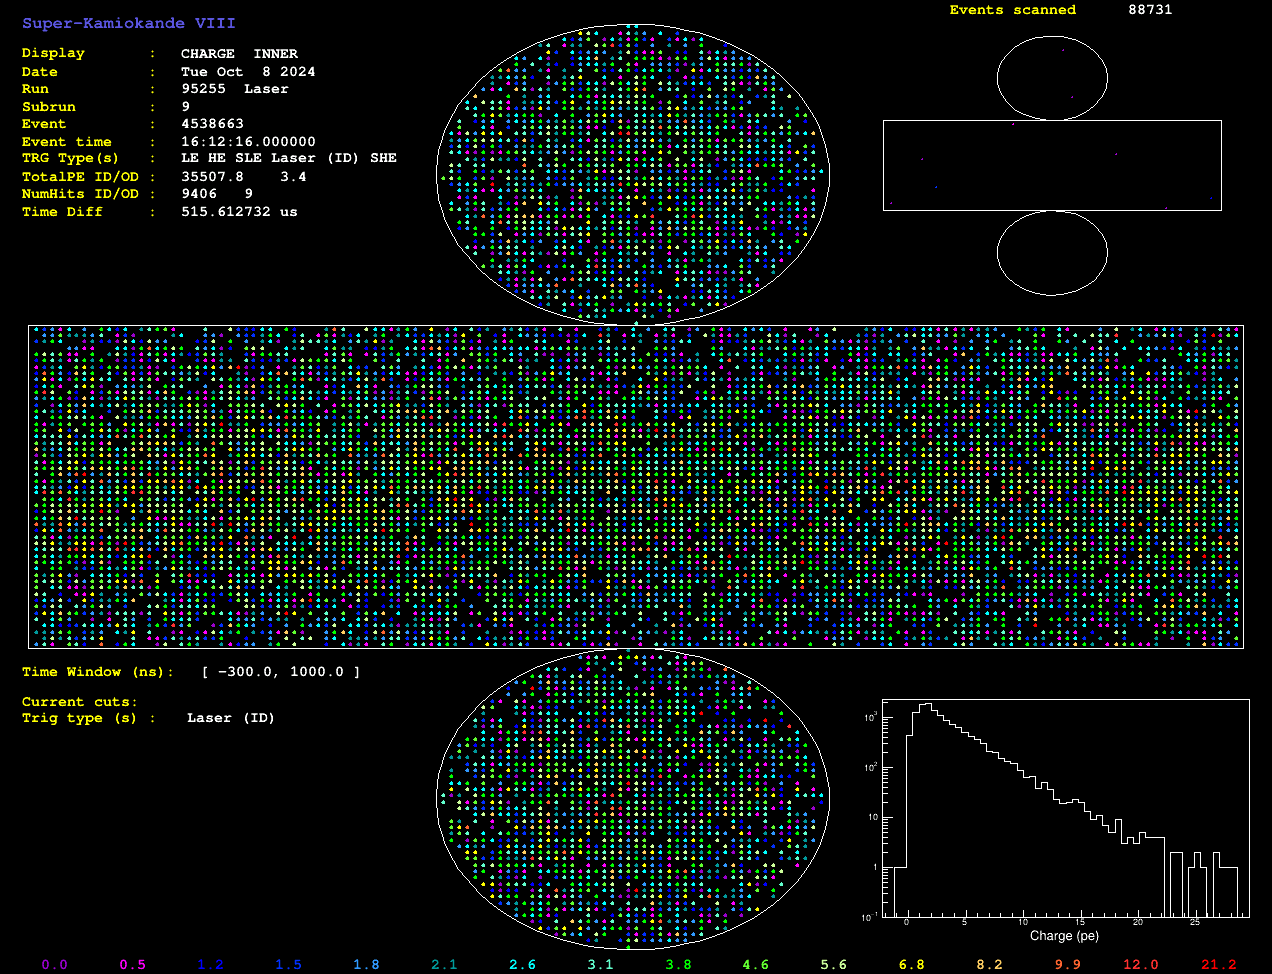 Super-Kamiokande VIII
Events scanned 88731
Display : CHARGE INNER
Date : Tue Oct 8 2024
Run : 95255 Laser
Subrun : 9
Event : 4538663
Event time : 16:12:16.000000
TRG Type(s) : LE HE SLE Laser (ID) SHE
TotalPE ID/OD : 35507.8 3.4
NumHits ID/OD : 9406 9
Time Diff : 515.612732 us
Time Window (ns): [ -300.0, 1000.0 ]
Current cuts:
Trig type (s) : Laser (ID)
10^3
10^2
10
1
10^-1
0 5 10 15 20 25
Charge (pe)
0.0 0.5 1.2 1.5 1.8 2.1 2.6 3.1 3.8 4.6 5.6 6.8 8.2 9.9 12.0 21.2